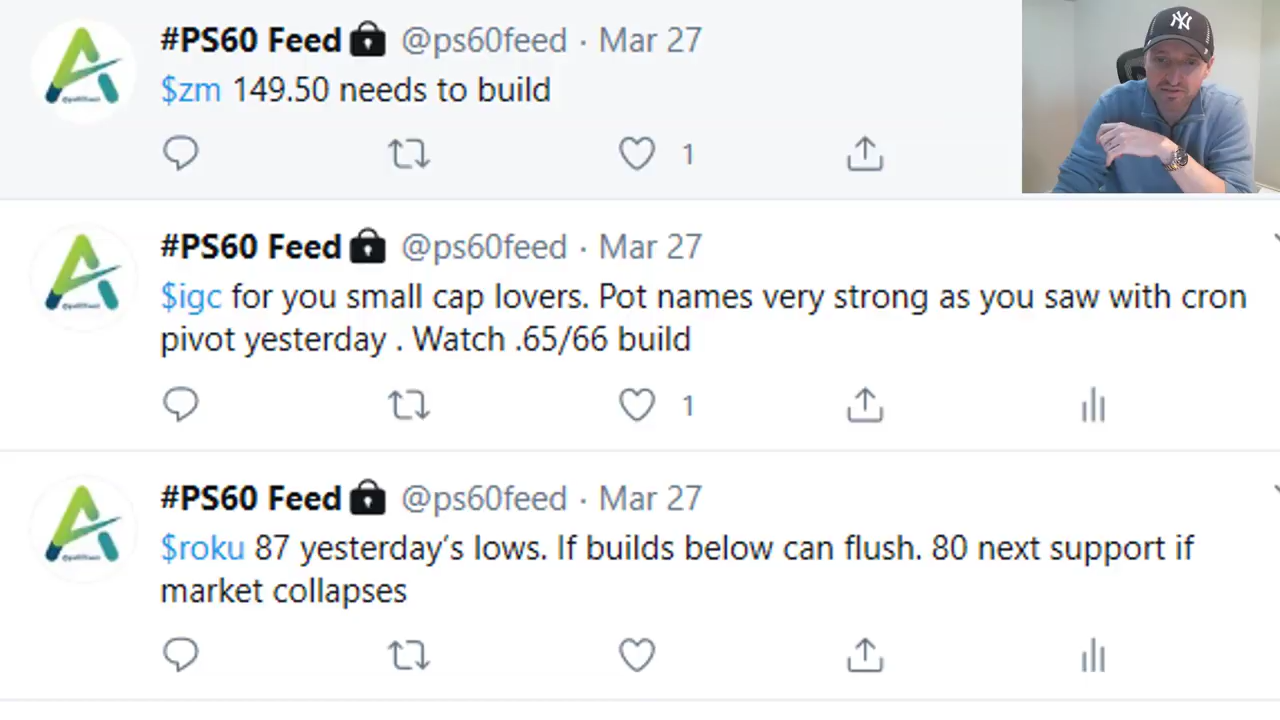 #PS60 Feed🔒 @ps60feed · Mar 27
$zm 149.50 needs to build
1
#PS60 Feed🔒 @ps60feed · Mar 27
$igc for you small cap lovers. Pot names very strong as you saw with cron
pivot yesterday . Watch .65/66 build
1
#PS60 Feed🔒 @ps60feed · Mar 27
$roku 87 yesterday's lows. If builds below can flush. 80 next support if
market collapses